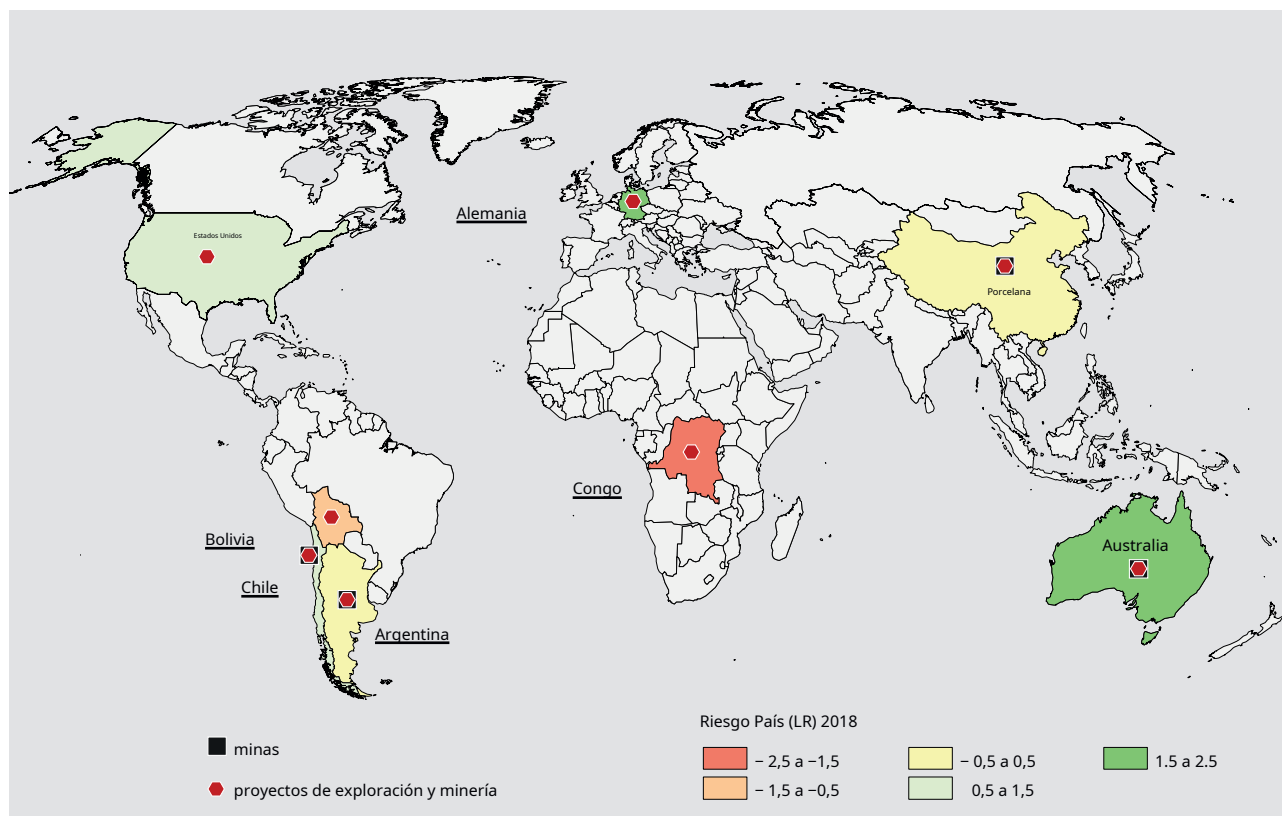 Alemania
Estados Unidos
Porcelana
Congo
Bolivia
Australia
Chile
Argentina
Riesgo País (LR) 2018
minas
proyectos de exploración y minería
− 2,5 a −1,5
− 1,5 a −0,5
− 0,5 a 0,5
0,5 a 1,5
1.5 a 2.5